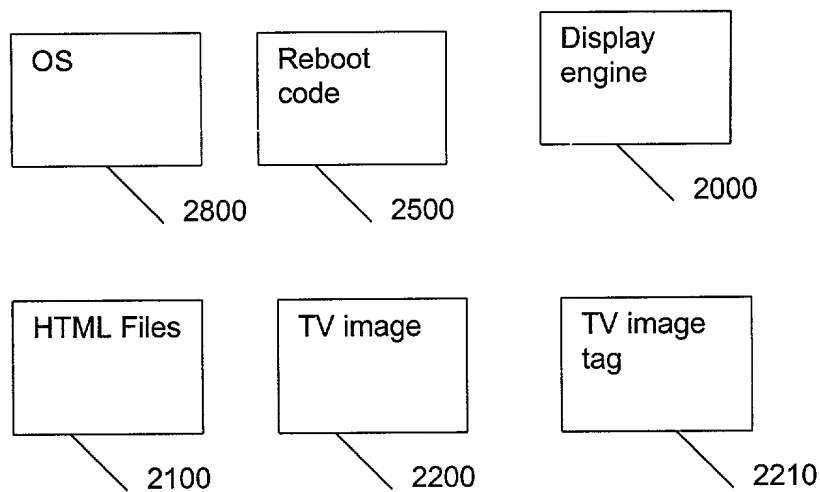 OS
Reboot
code
Display
engine
2800
2500
2000
HTML Files
TV image
TV image
tag
2100
2200
2210